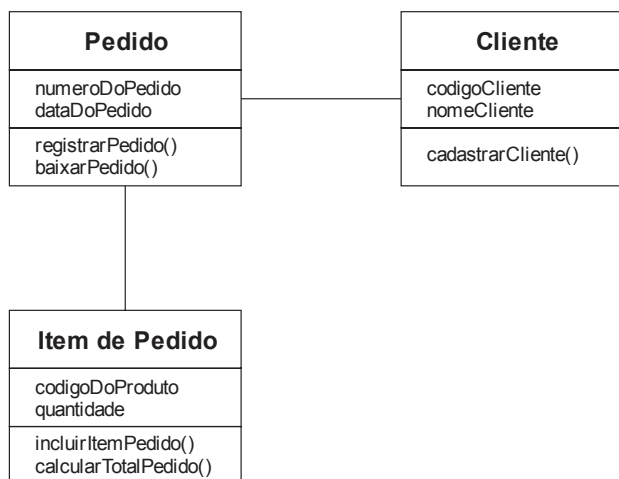 Pedido
numeroDoPedido
dataDoPedido
registrarPedido()
baixarPedido()
Cliente
codigoCliente
nomeCliente
cadastrarCliente()
Item de Pedido
codigoDoProduto
quantidade
incluirItemPedido()
calcularTotalPedido()